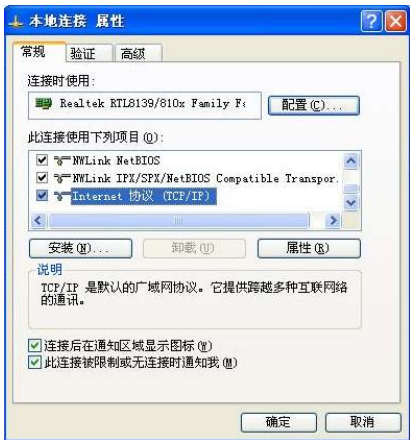 本地连接 属性
常规 验证 高级
连接时使用:
Realtek RTL8139/810x Family Fa
配置(C)...
此连接使用下列项目(O):
NWLink NetBIOS
NWLink IPX/SPX/NetBIOS Compatible Transpor.
Internet 协议 (TCP/IP)
安装(N)... 卸载(U) 属性(R)
说明
TCP/IP 是默认的广域网协议。它提供跨越多种互联网络
的通讯。
连接后在通知区域显示图标(W)
此连接被限制或无连接时通知我(M)
确定 取消